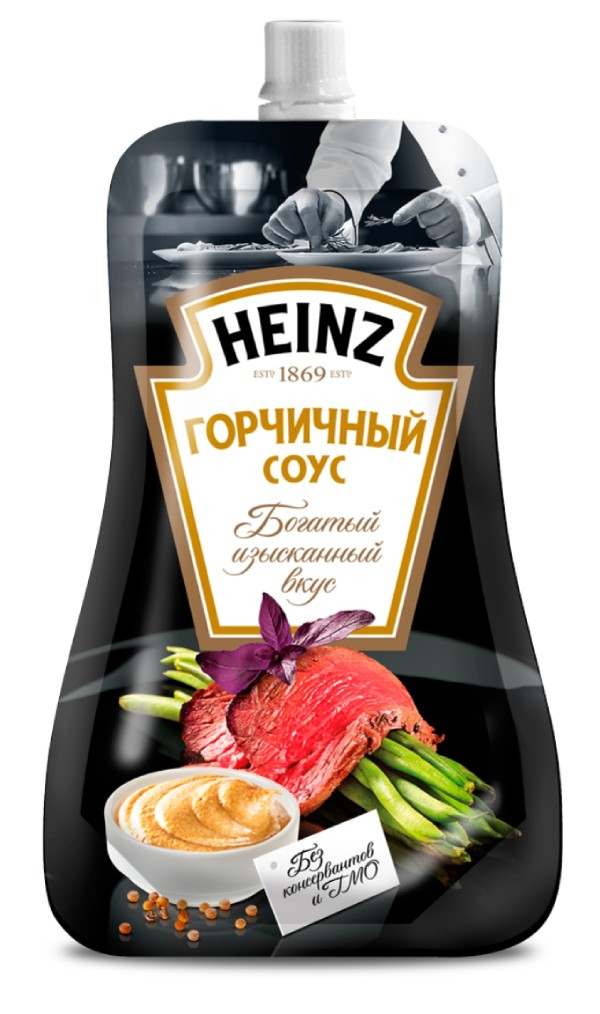 HEINZ
ESTD 1869 ESTD
ГОРЧИЧНЫЙ
СОУС
Богатый
изысканный
вкус
Без
консервантов
и ГМО